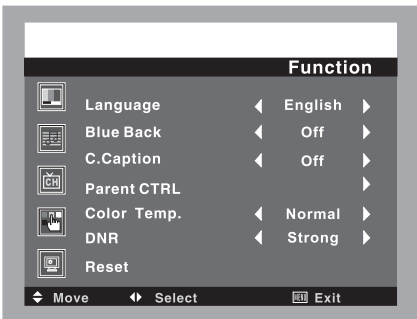 Function
Language English
Blue Back Off
C.Caption Off
CH
Parent CTRL
Color Temp. Normal
DNR Strong
Reset
Move Select MENU Exit